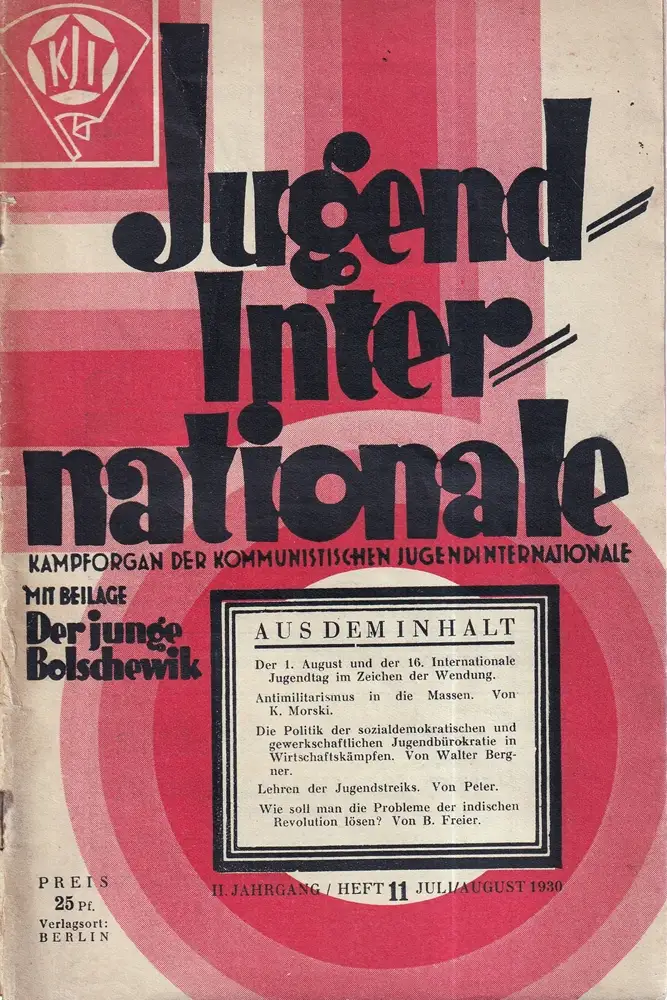 KJI
Jugend-
Inter-
nationale
KAMPFORGAN DER KOMMUNISTISCHEN JUGENDINTERNATIONALE
MIT BEILAGE
Der junge
Bolschewik
AUS DEM INHALT
Der 1. August und der 16. Internationale
Jugendtag im Zeichen der Wendung.
Antimilitarismus in die Massen. Von
K. Morski.
Die Politik der sozialdemokratischen und
gewerkschaftlichen Jugendbürokratie in
Wirtschaftskämpfen. Von Walter Berg-
ner.
Lehren der Jugendstreiks. Von Peter.
Wie soll man die Probleme der indischen
Revolution lösen? Von B. Freier.
PREIS
25 Pf.
Verlagsort:
BERLIN
II. JAHRGANG / HEFT 11 JULI/AUGUST 1930